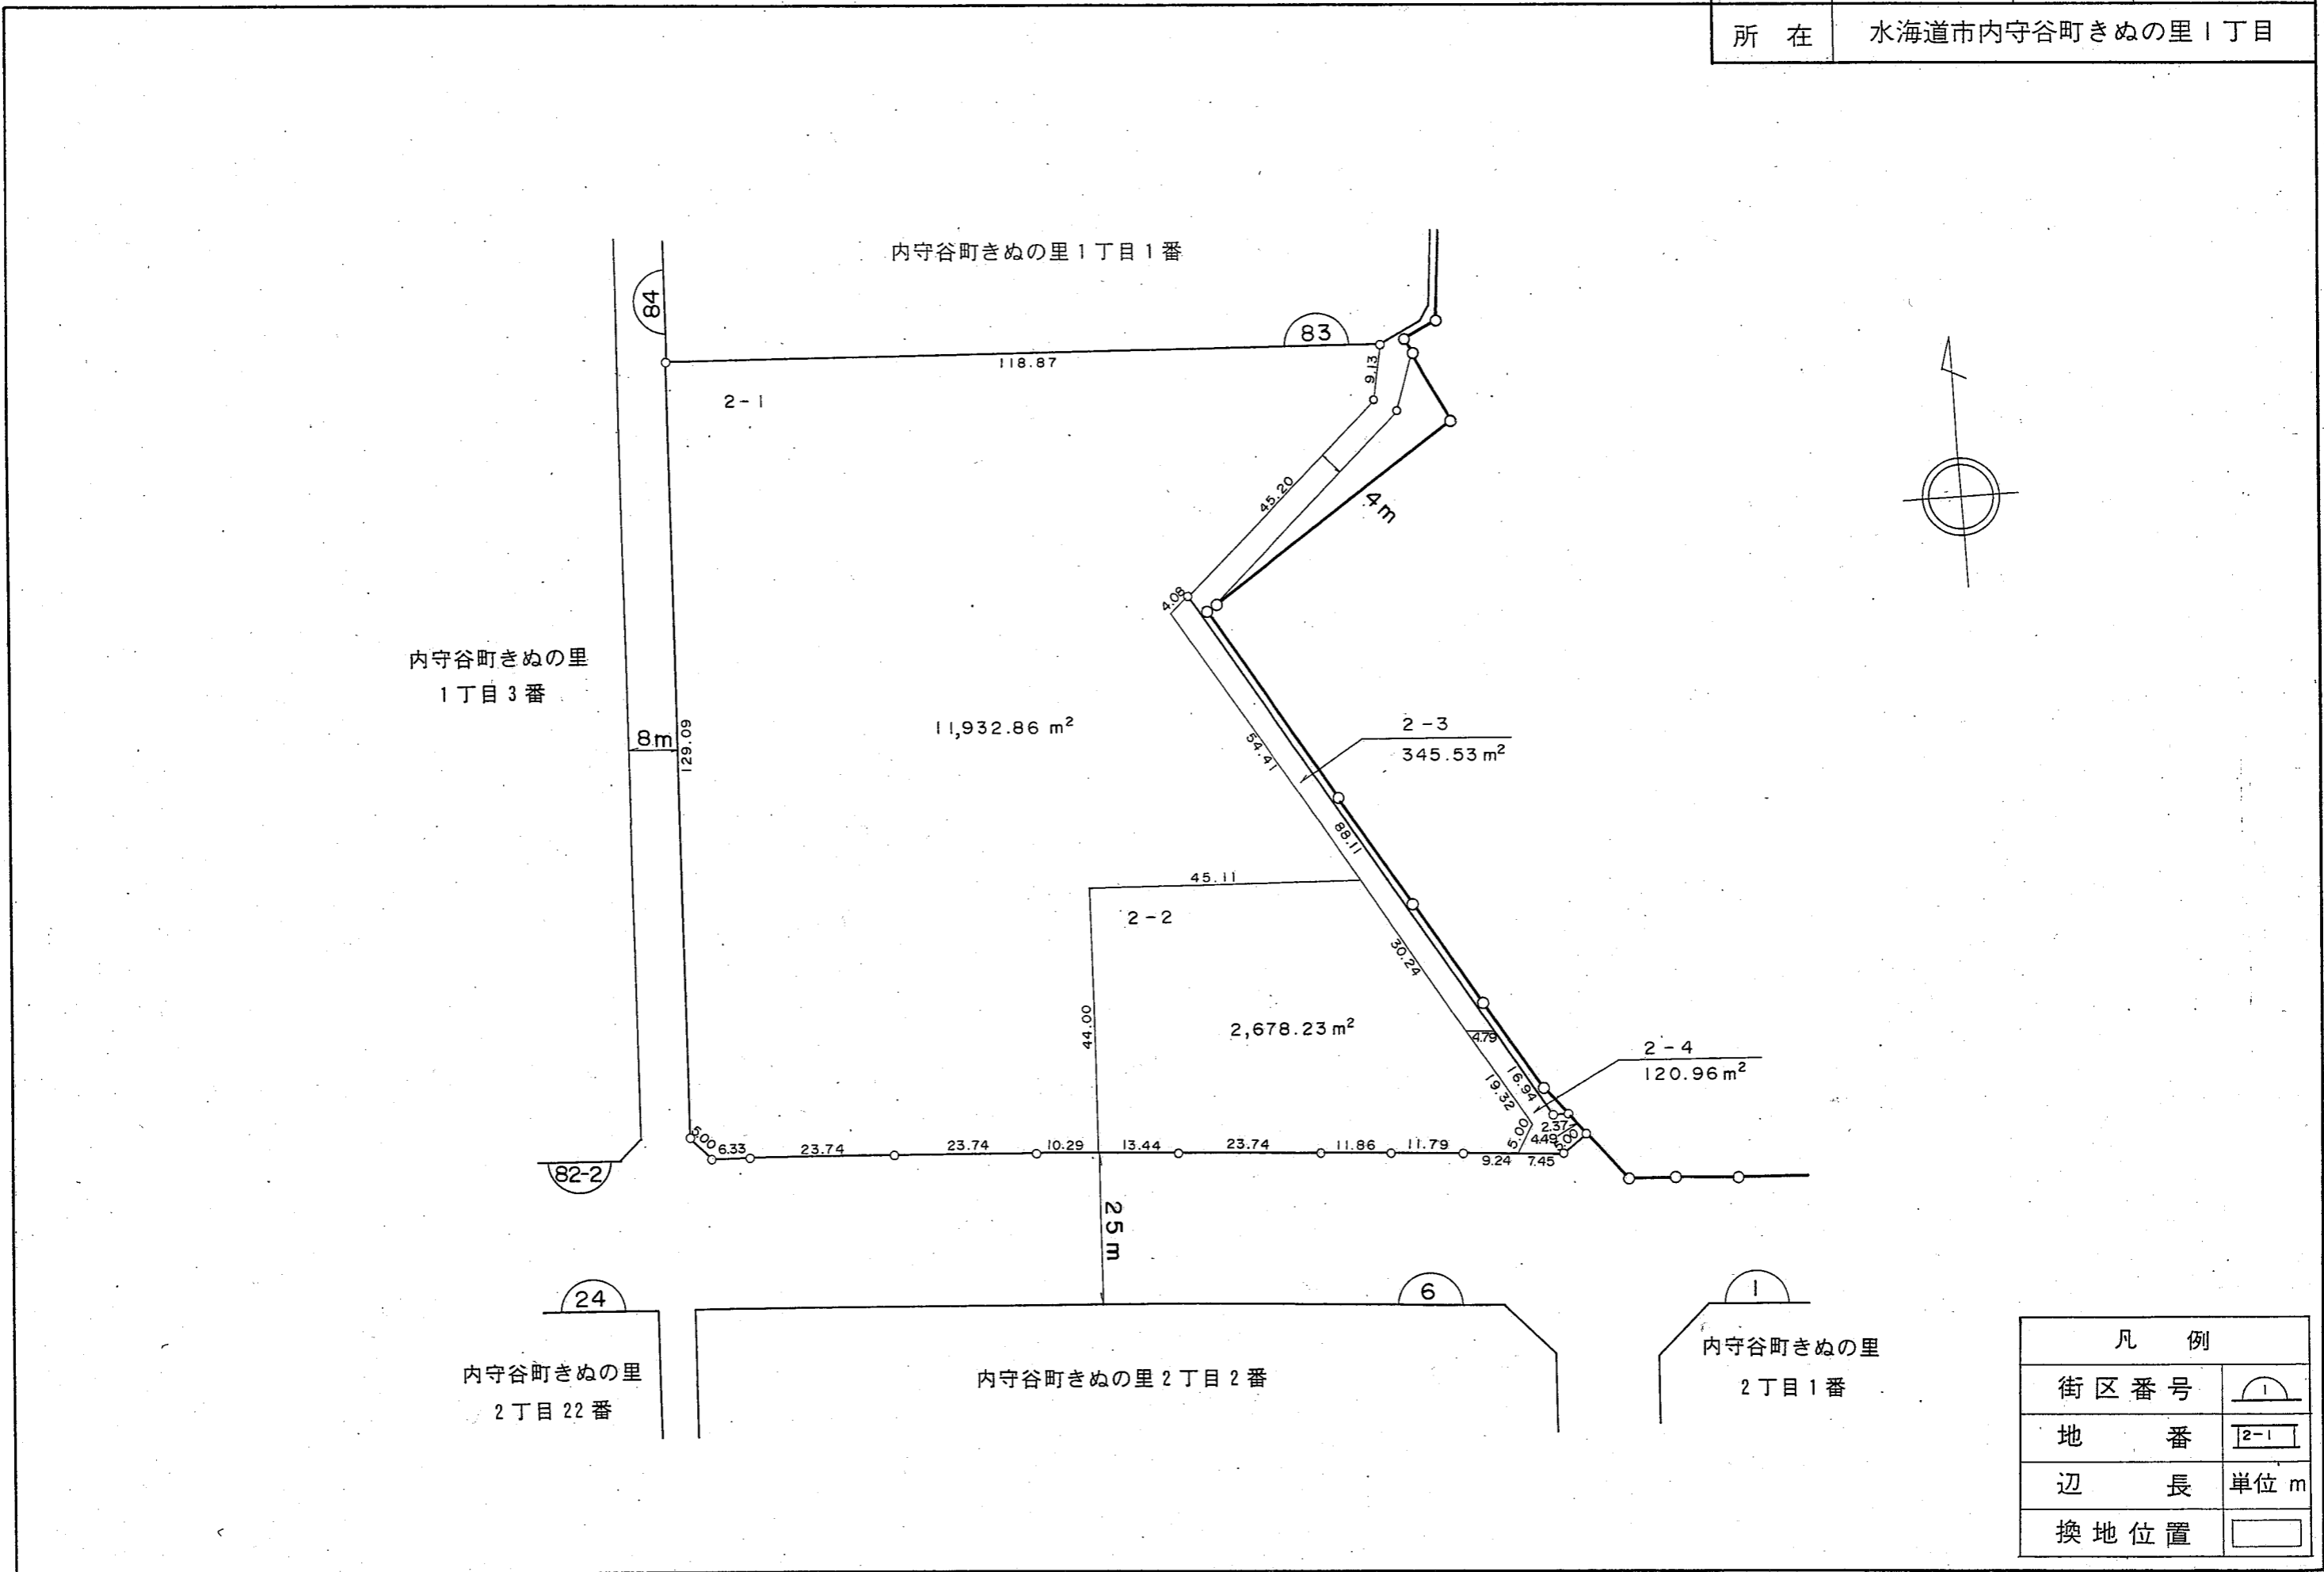 所在 水海道市内守谷町きぬの里1丁目
内守谷町きぬの里1丁目1番
84
83
118.87
9.13
2-1
45.20
4m
4.08
内守谷町きぬの里
1丁目3番
8m
129.09
11,932.86 m²
54.41
2-3
345.53 m²
88.11
45.11
2-2
30.24
44.00
2,678.23 m²
4.79
2-4
120.96 m²
16.94
19.32
5.00
6.33
23.74
23.74
10.29
13.44
23.74
11.86
11.79
5.00
2.37
4.49
5.00
9.24
7.45
82-2
25m
24
6
1
内守谷町きぬの里
2丁目22番
内守谷町きぬの里2丁目2番
内守谷町きぬの里
2丁目1番
凡例
街区番号 1
地番 2-1
辺長 単位 m
換地位置